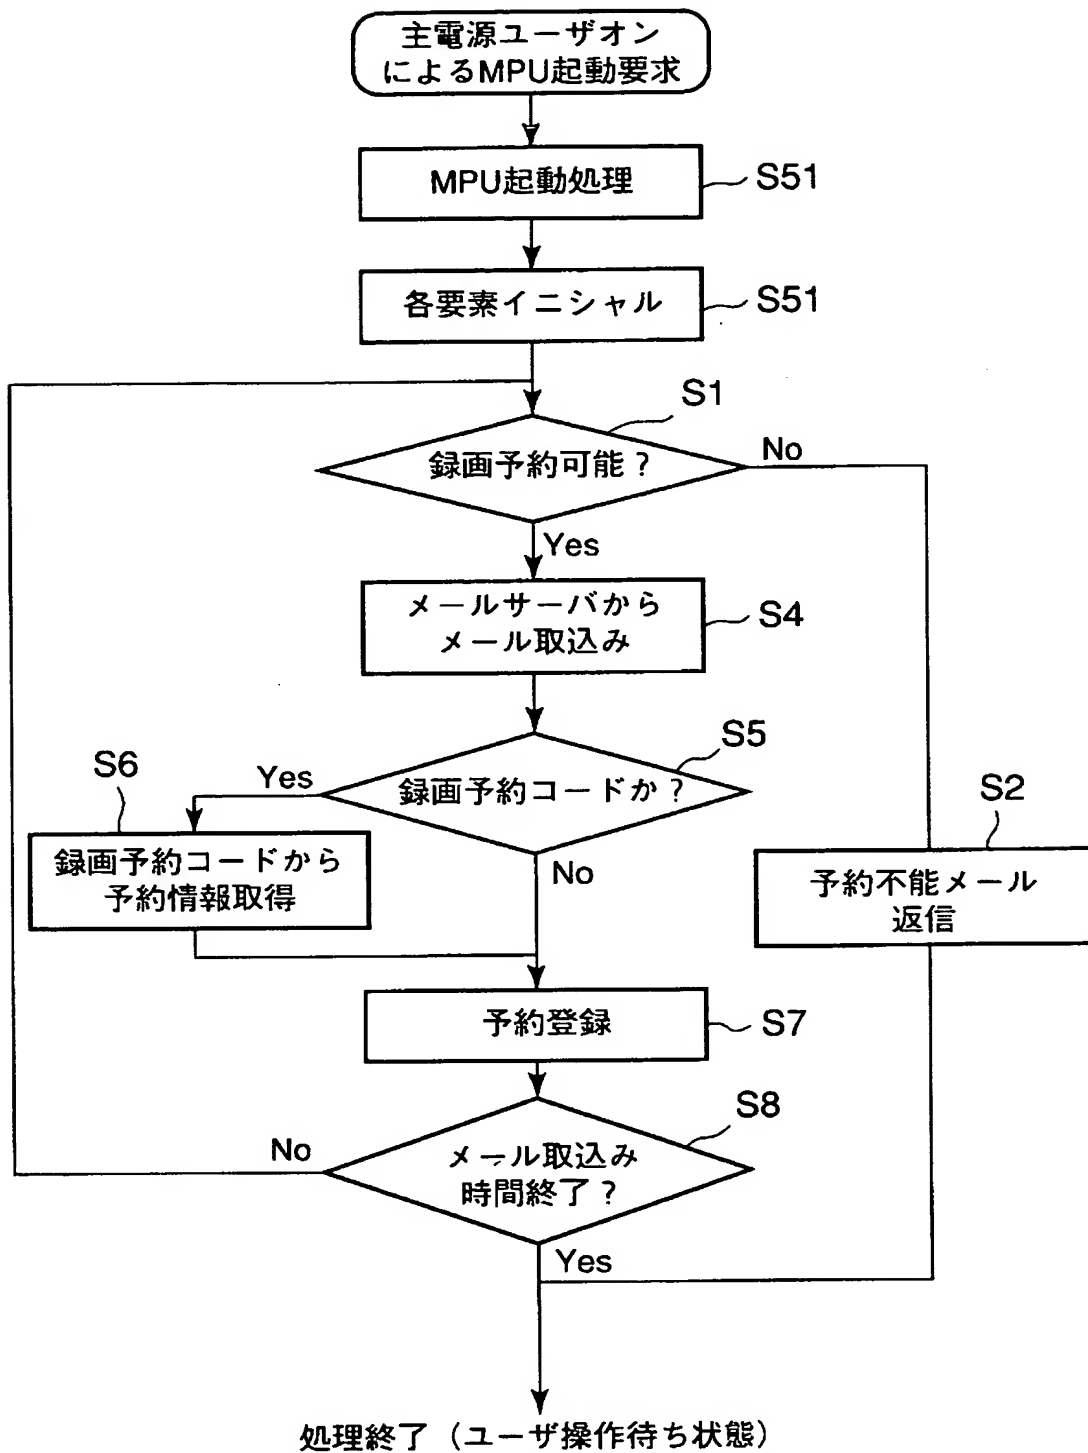 主電源ユーザオン
によるMPU起動要求
MPU起動処理
S51
各要素イニシャル
S51
S1
録画予約可能？
No
Yes
メールサーバから
メール取込み
S4
S5
録画予約コードか？
Yes
S6
録画予約コードから
予約情報取得
No
S2
予約不能メール
返信
予約登録
S7
S8
メール取込み
時間終了？
No
Yes
処理終了（ユーザ操作待ち状態）